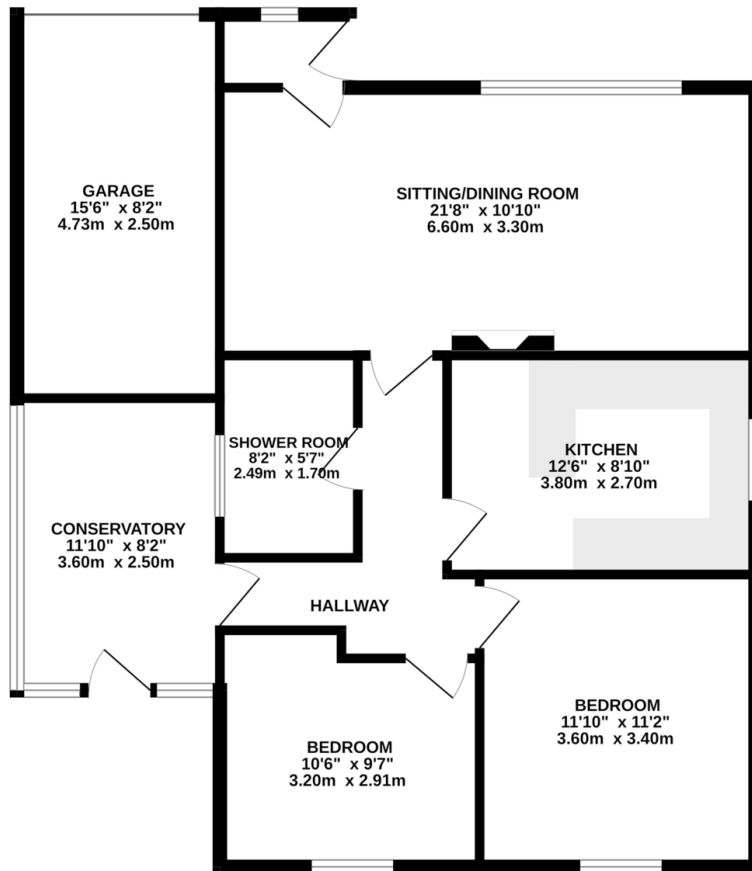 GARAGE
15'6" x 8'2"
4.73m x 2.50m
SITTING/DINING ROOM
21'8" x 10'10"
6.60m x 3.30m
SHOWER ROOM
8'2" x 5'7"
2.49m x 1.70m
KITCHEN
12'6" x 8'10"
3.80m x 2.70m
CONSERVATORY
11'10" x 8'2"
3.60m x 2.50m
HALLWAY
BEDROOM
11'10" x 11'2"
3.60m x 3.40m
BEDROOM
10'6" x 9'7"
3.20m x 2.91m